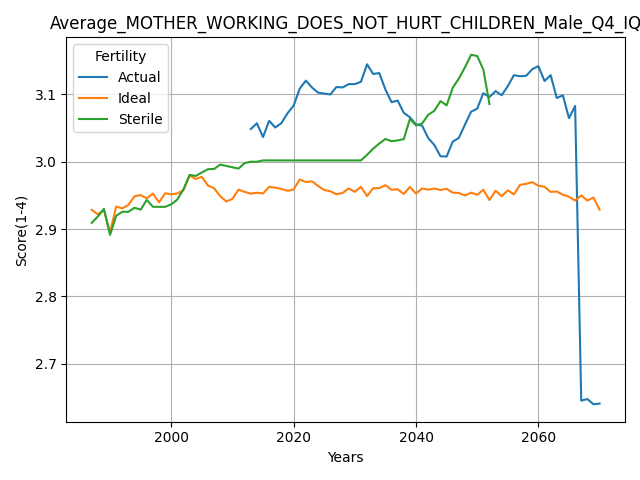 Average_MOTHER_WORKING_DOES_NOT_HURT_CHILDREN_Male_Q4_IQ
Fertility
Actual
Ideal
Sterile
3.1
3.0
2.9
2.8
2.7
Score(1-4)
2000
2020
2040
2060
Years